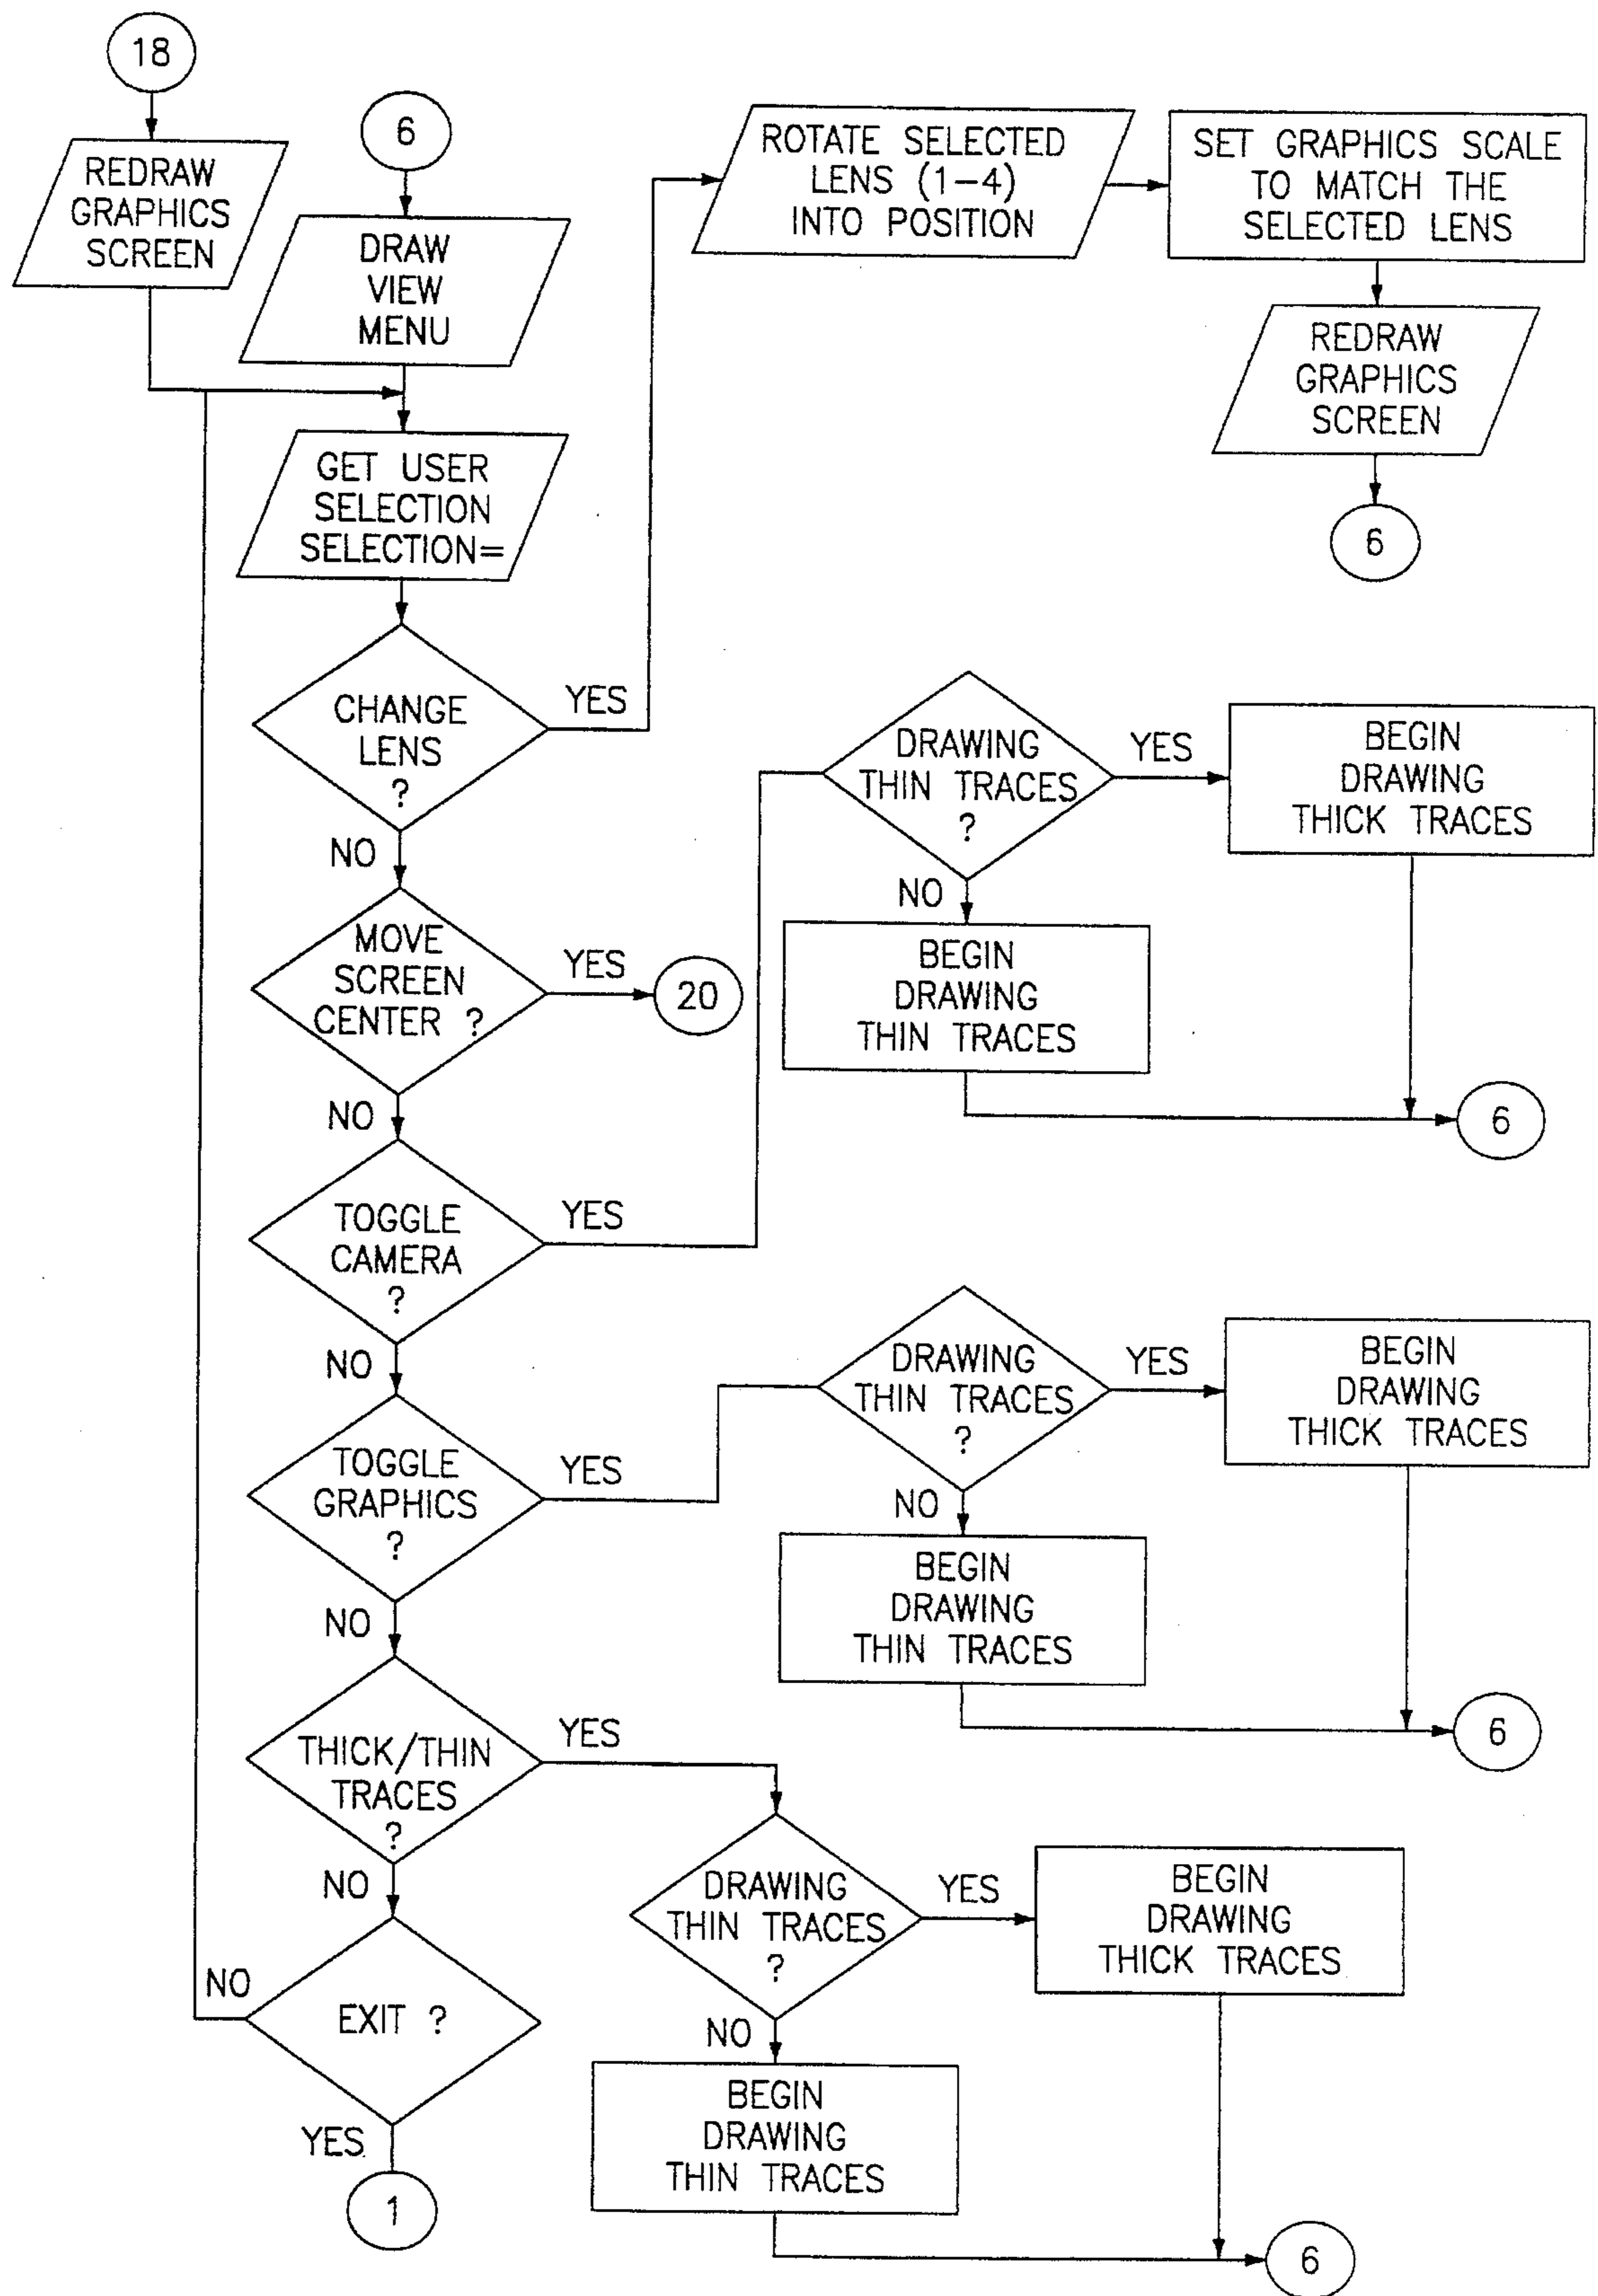 18
REDRAW
GRAPHICS
SCREEN
6
DRAW
VIEW
MENU
GET USER
SELECTION
SELECTION=
ROTATE SELECTED
LENS (1–4)
INTO POSITION
SET GRAPHICS SCALE
TO MATCH THE
SELECTED LENS
REDRAW
GRAPHICS
SCREEN
6
CHANGE
LENS
?
YES
NO
MOVE
SCREEN
CENTER ?
YES
20
NO
TOGGLE
CAMERA
?
YES
DRAWING
THIN TRACES
?
YES
BEGIN
DRAWING
THICK TRACES
NO
BEGIN
DRAWING
THIN TRACES
6
NO
TOGGLE
GRAPHICS
?
YES
DRAWING
THIN TRACES
?
YES
BEGIN
DRAWING
THICK TRACES
NO
BEGIN
DRAWING
THIN TRACES
6
NO
THICK/THIN
TRACES
?
YES
DRAWING
THIN TRACES
?
YES
BEGIN
DRAWING
THICK TRACES
NO
BEGIN
DRAWING
THIN TRACES
6
NO
EXIT ?
NO
YES
1